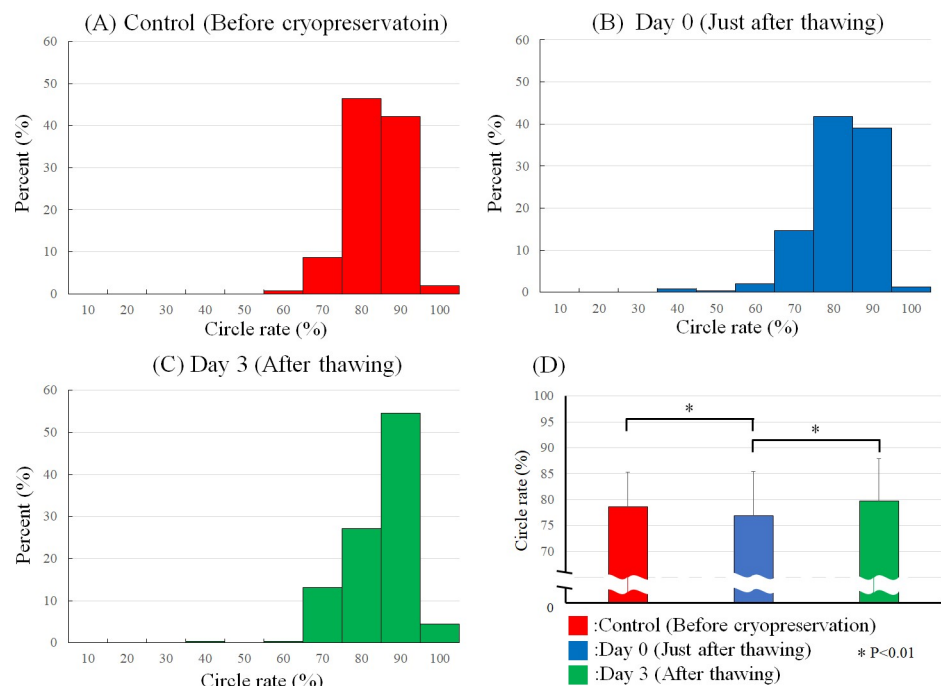 (A) Control (Before cryopreservatoin)
60
50
40
30
20
10
0
Percent (%)
10 20 30 40 50 60 70 80 90 100
Circle rate (%)
(B) Day 0 (Just after thawing)
60
50
40
30
20
10
0
Percent (%)
10 20 30 40 50 60 70 80 90 100
Circle rate (%)
(C) Day 3 (After thawing)
60
50
40
30
20
10
0
Percent (%)
10 20 30 40 50 60 70 80 90 100
Circle rate (%)
(D)
100
95
90
85
80
75
70
0
Circle rate (%)
*
*
:Control (Before cryopreservation)
:Day 0 (Just after thawing)
:Day 3 (After thawing)
* P<0.01